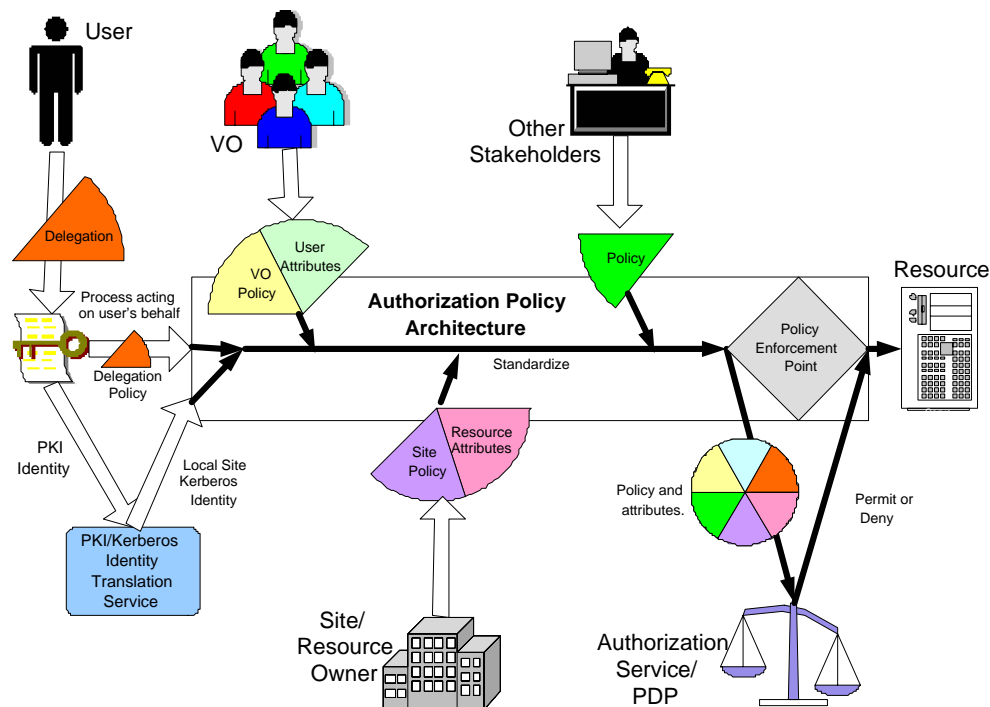 User
VO
Other
Stakeholders
Delegation
User
Attributes
VO
Policy
Policy
Resource
Process acting
on user's behalf
Authorization Policy
Architecture
Policy
Enforcement
Point
Standardize
Delegation
Policy
PKI
Identity
Local Site
Kerberos
Identity
Resource
Attributes
Site
Policy
Policy and
attributes.
Permit or
Deny
PKI/Kerberos
Identity
Translation
Service
Site/
Resource
Owner
Authorization
Service/
PDP